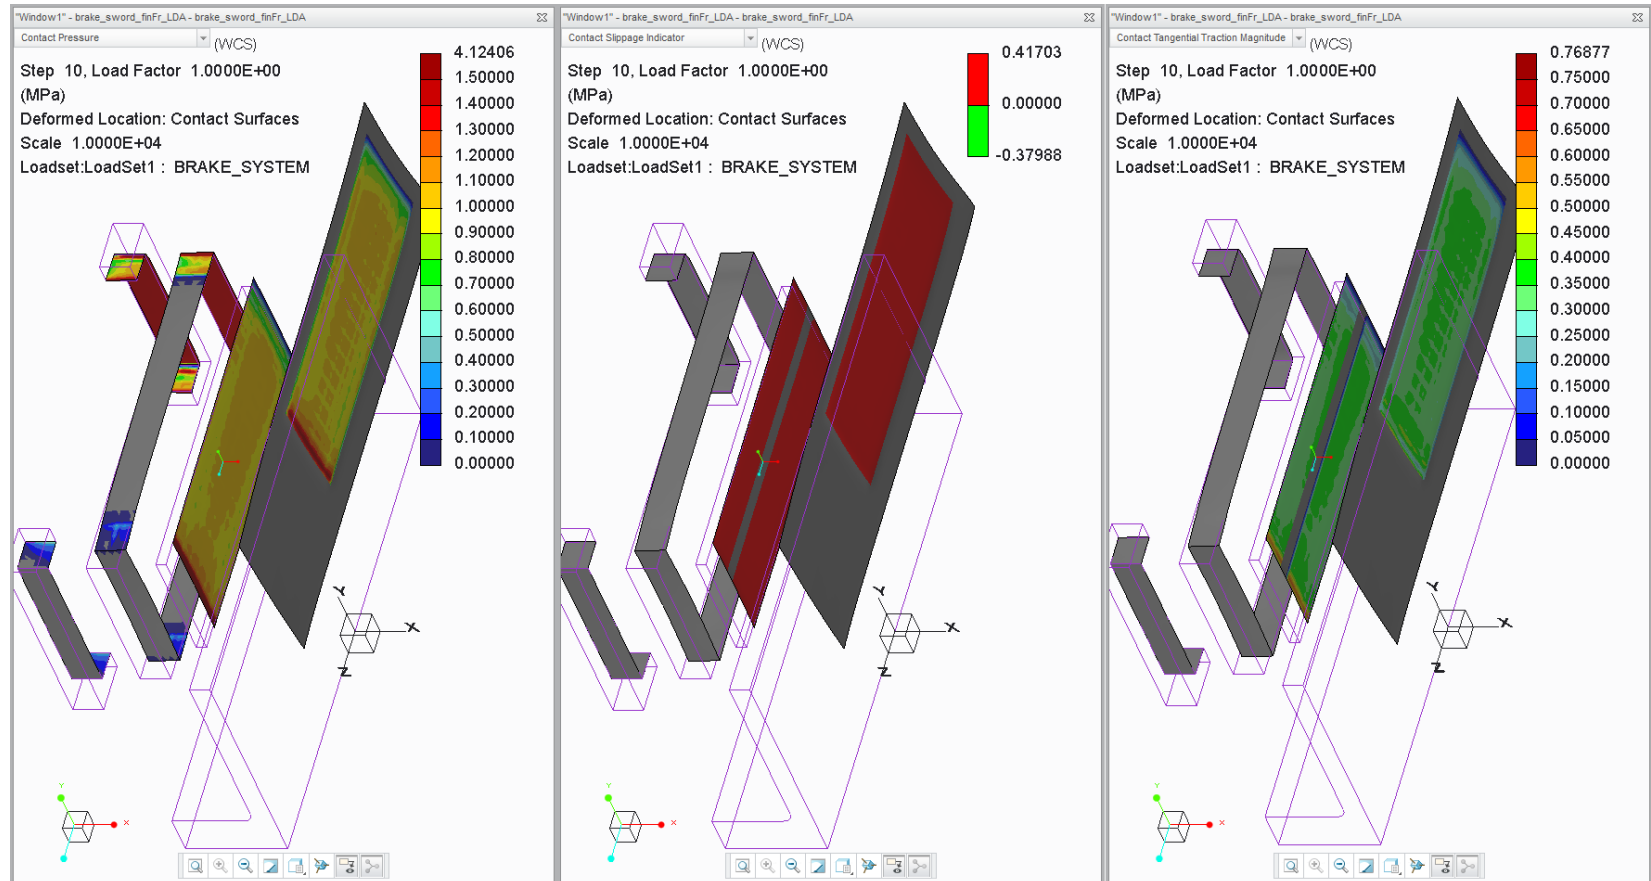 "Window1" - brake_sword_finFr_LDA - brake_sword_finFr_LDA
Contact Pressure
(WCS)
Step 10, Load Factor 1.0000E+00
(MPa)
Deformed Location: Contact Surfaces
Scale 1.0000E+04
Loadset:LoadSet1 : BRAKE_SYSTEM
4.12406
1.50000
1.40000
1.30000
1.20000
1.10000
1.00000
0.90000
0.80000
0.70000
0.60000
0.50000
0.40000
0.30000
0.20000
0.10000
0.00000
Y
X
Z
Y
X
"Window1" - brake_sword_finFr_LDA - brake_sword_finFr_LDA
Contact Slippage Indicator
(WCS)
Step 10, Load Factor 1.0000E+00
(MPa)
Deformed Location: Contact Surfaces
Scale 1.0000E+04
Loadset:LoadSet1 : BRAKE_SYSTEM
0.41703
0.00000
-0.37988
Y
X
Z
Y
X
"Window1" - brake_sword_finFr_LDA - brake_sword_finFr_LDA
Contact Tangential Traction Magnitude
(WCS)
Step 10, Load Factor 1.0000E+00
(MPa)
Deformed Location: Contact Surfaces
Scale 1.0000E+04
Loadset:LoadSet1 : BRAKE_SYSTEM
0.76877
0.75000
0.70000
0.65000
0.60000
0.55000
0.50000
0.45000
0.40000
0.35000
0.30000
0.25000
0.20000
0.15000
0.10000
0.05000
0.00000
Y
X
Z
Y
X